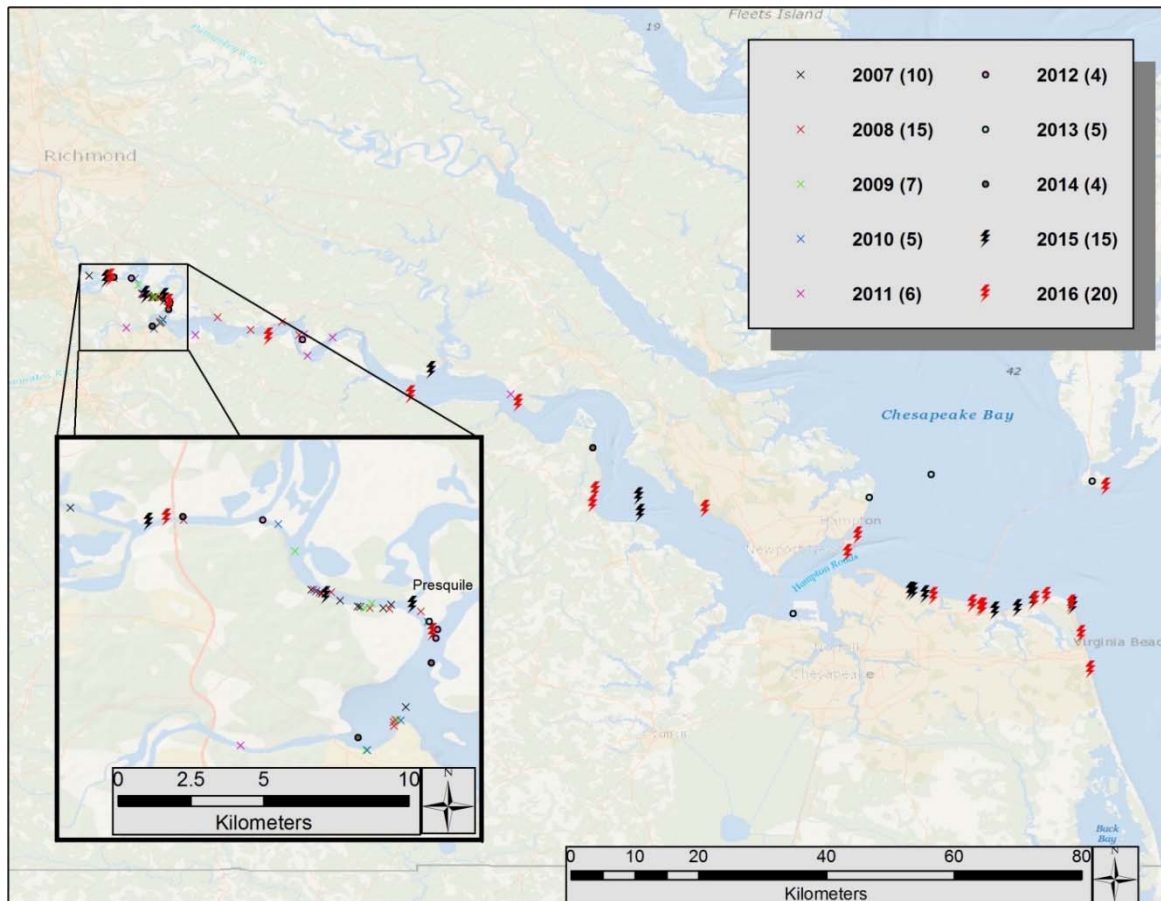 Fleets Island
19
2007 (10)
2012 (4)
2008 (15)
2013 (5)
2009 (7)
2014 (4)
2010 (5)
2015 (15)
2011 (6)
2016 (20)
Richmond
42
Chesapeake Bay
Hampton
Newport News
Hampton Roads
Presquile
Virginia Beach
Norfolk
Chesapeake
Suffolk
0 2.5 5 10
N
Kilometers
Back
Bay
0 10 20 40 60 80
N
Kilometers